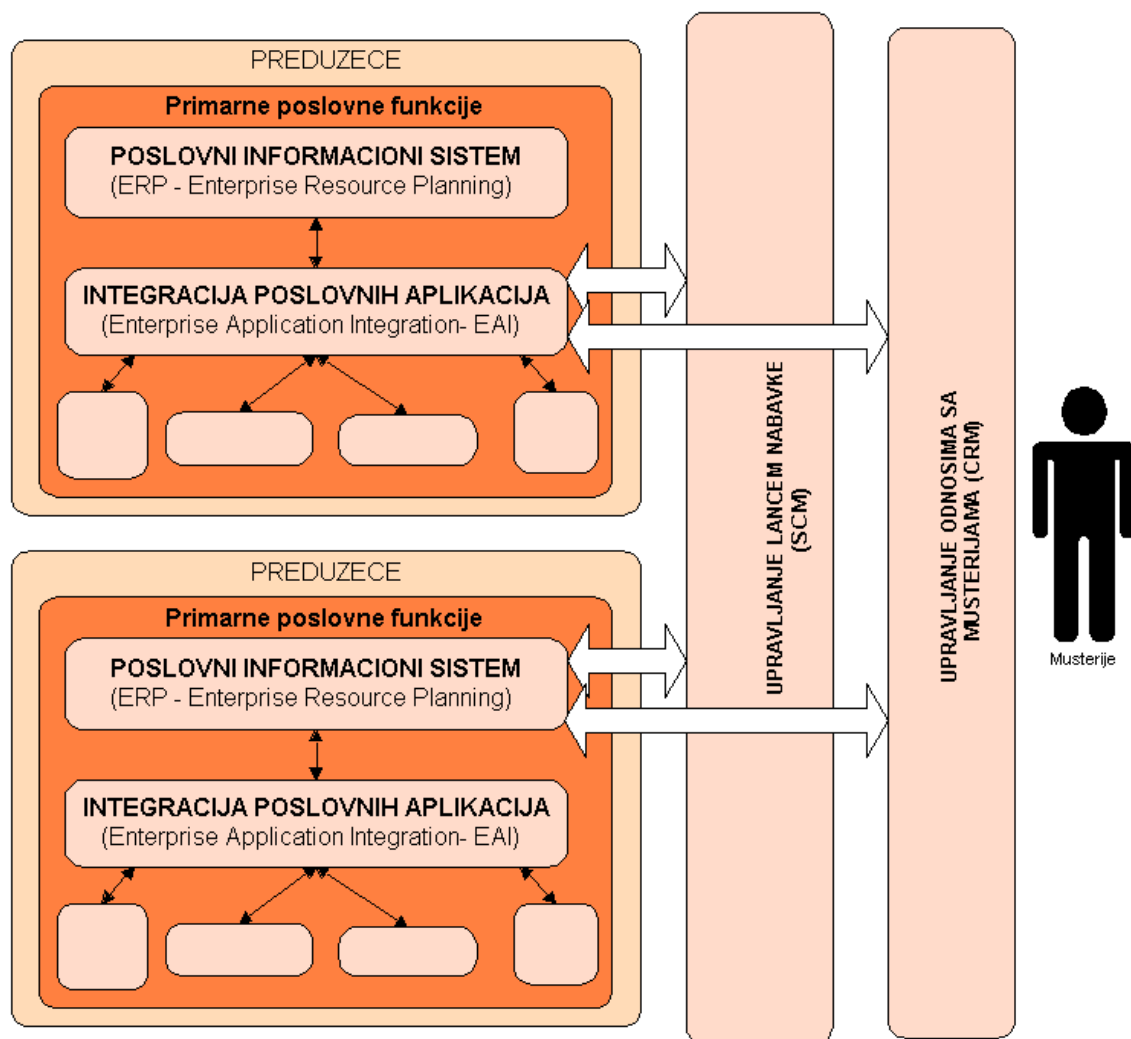 PREDUZECE
Primarne poslovne funkcije
POSLOVNI INFORMACIONI SISTEM
(ERP - Enterprise Resource Planning)
INTEGRACIJA POSLOVNIH APLIKACIJA
(Enterprise Application Integration- EAI)
PREDUZECE
Primarne poslovne funkcije
POSLOVNI INFORMACIONI SISTEM
(ERP - Enterprise Resource Planning)
INTEGRACIJA POSLOVNIH APLIKACIJA
(Enterprise Application Integration- EAI)
UPRAVLJANJE LANCEM NABAVKE
(SCM)
UPRAVLJANJE ODNOSIMA SA
MUSTERIJAMA (CRM)
Musterije